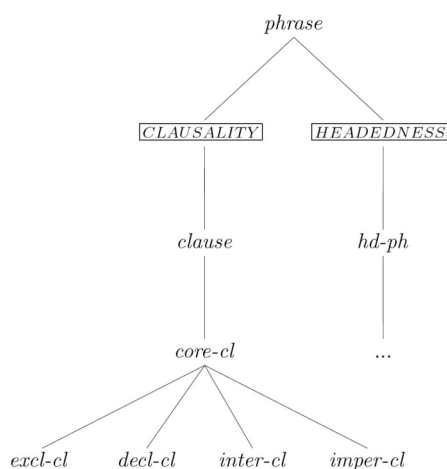 phrase
CLAUSALITY HEADEDNESS
clause hd-ph
core-cl ...
excl-cl decl-cl inter-cl imper-cl